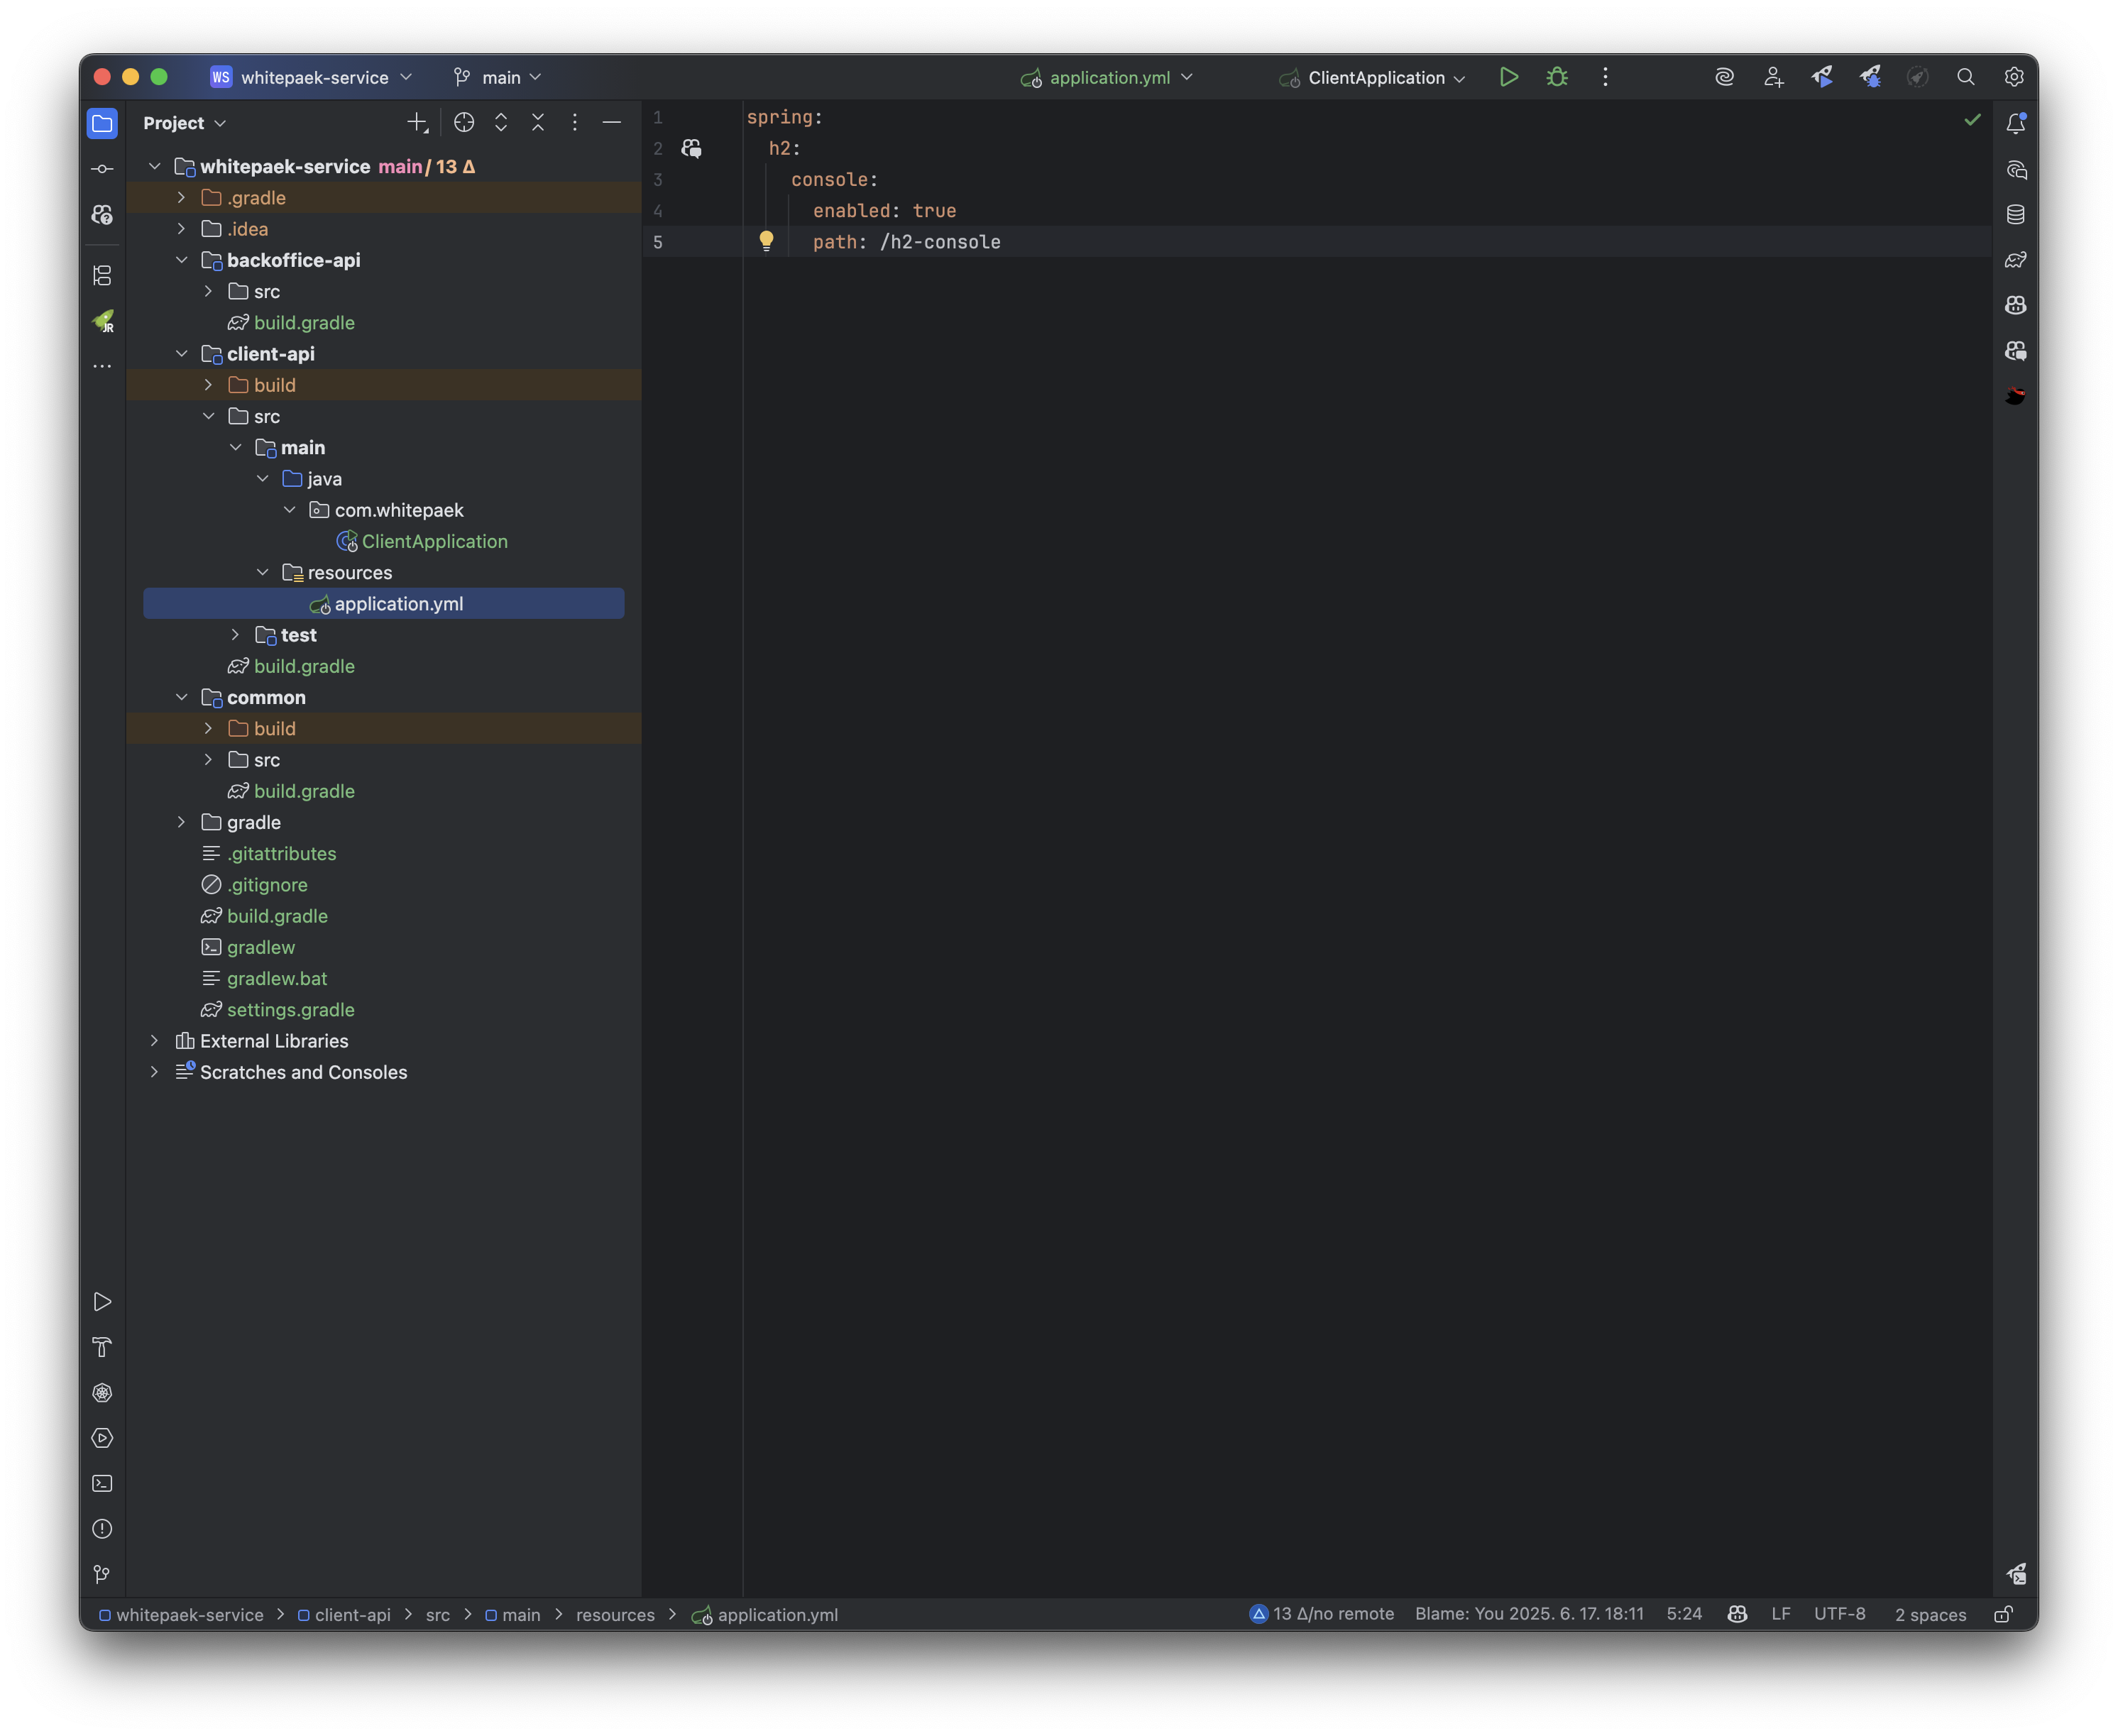 WS whitepaek-service main application.yml ClientApplication
Project
whitepaek-service main / 13 Δ
.gradle
.idea
backoffice-api
src
build.gradle
client-api
build
src
main
java
com.whitepaek
ClientApplication
resources
application.yml
test
build.gradle
common
build
src
build.gradle
gradle
.gitattributes
.gitignore
build.gradle
gradlew
gradlew.bat
settings.gradle
External Libraries
Scratches and Consoles
JR
1 spring:
2 h2:
3 console:
4 enabled: true
5 path: /h2-console
whitepaek-service > client-api > src > main > resources > application.yml 13 Δ/no remote Blame: You 2025. 6. 17. 18:11 5:24 LF UTF-8 2 spaces